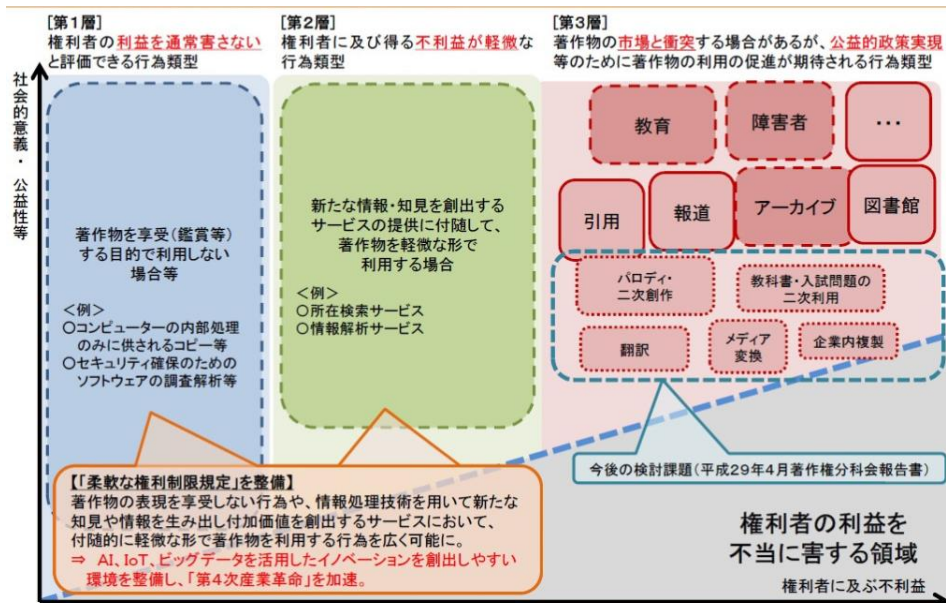 [第1層]
権利者の利益を通常害さない
と評価できる行為類型
[第2層]
権利者に及び得る不利益が軽微な
行為類型
[第3層]
著作物の市場と衝突する場合があるが、公益的政策実現
等のために著作物の利用の促進が期待される行為類型
社会的意義・公益性等
著作物を享受(鑑賞等)
する目的で利用しない
場合等
<例>
○コンピューターの内部処理
のみに供されるコピー等
○セキュリティ確保のための
ソフトウェアの調査解析等
新たな情報・知見を創出する
サービスの提供に付随して、
著作物を軽微な形で
利用する場合
<例>
○所在検索サービス
○情報解析サービス
教育
障害者
・・・
引用
報道
アーカイブ
図書館
パロディ・
二次創作
教科書・入試問題の
二次利用
翻訳
メディア
変換
企業内複製
今後の検討課題(平成29年4月著作権分科会報告書)
【「柔軟な権利制限規定」を整備】
著作物の表現を享受しない行為や、情報処理技術を用いて新たな
知見や情報を生み出し付加価値を創出するサービスにおいて、
付随的に軽微な形で著作物を利用する行為を広く可能に。
⇒ AI、IoT、ビッグデータを活用したイノベーションを創出しやすい
環境を整備し、「第4次産業革命」を加速。
権利者の利益を
不当に害する領域
権利者に及ぶ不利益